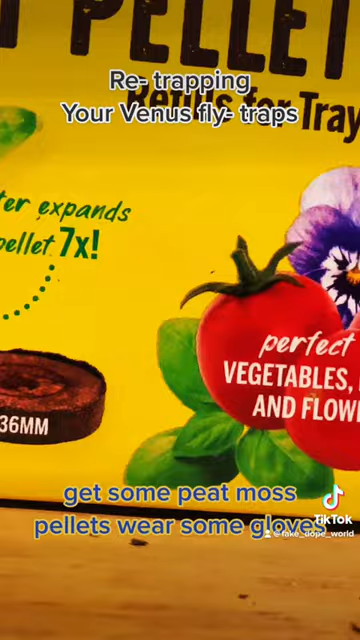 PELLET
Re- trapping
Refills for Tray
Your Venus fly- traps
ter expands
pellet 7x!
perfect
VEGETABLES,
AND FLOW
36MM
get some peat moss
pellets wear some gloves
TikTok
@fake_dope_world